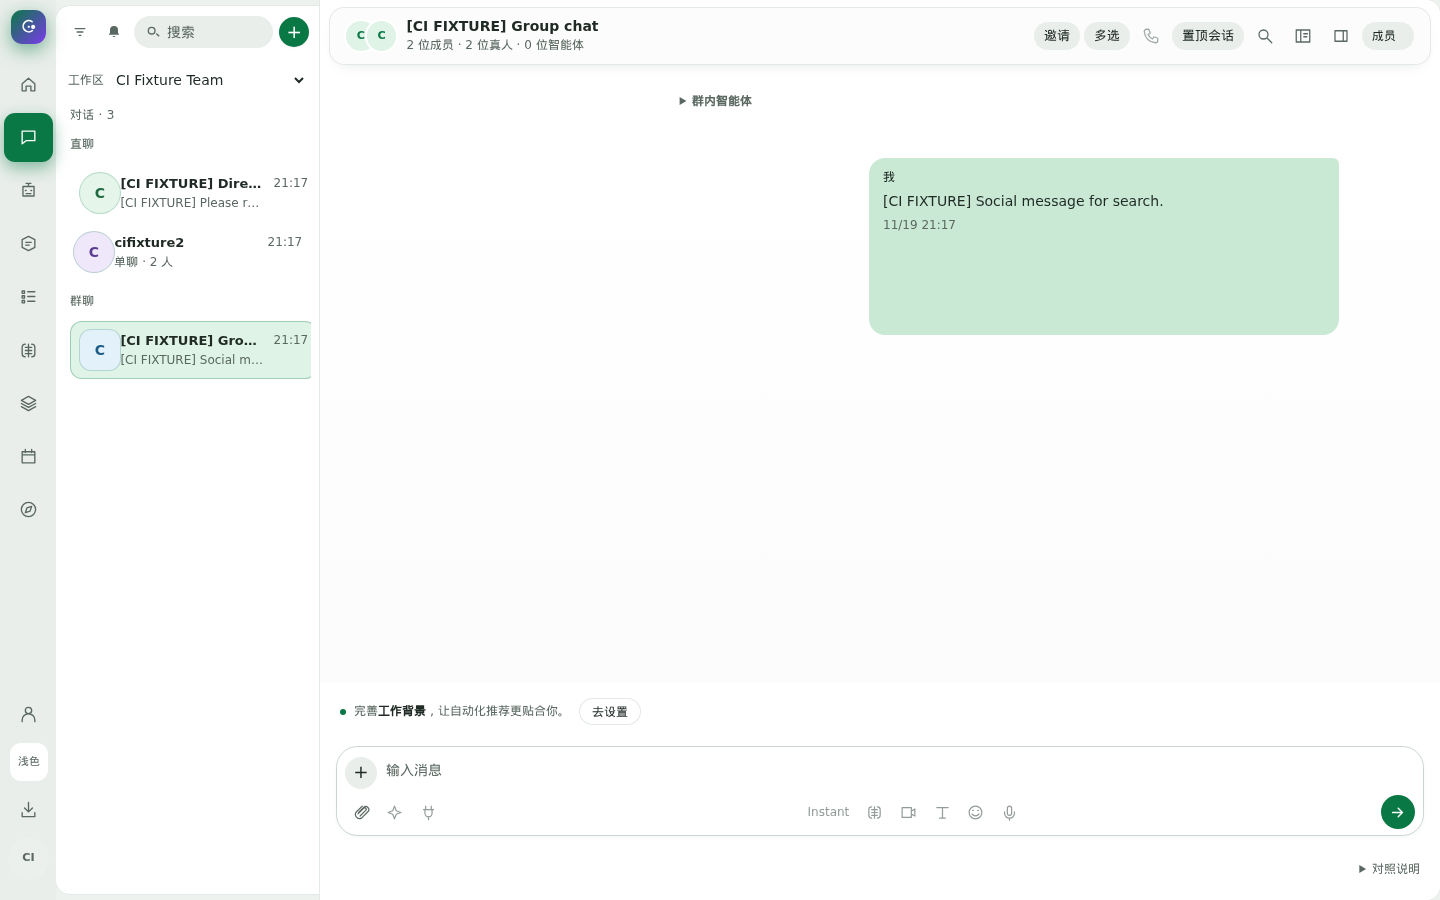 搜索
工作区 CI Fixture Team
对话 · 3
直聊
C [CI FIXTURE] Dire… 21:17
[CI FIXTURE] Please r…
C cifixture2 21:17
单聊 · 2 人
群聊
C [CI FIXTURE] Gro… 21:17
[CI FIXTURE] Social m…
浅色
CI
C C [CI FIXTURE] Group chat
2 位成员 · 2 位真人 · 0 位智能体
邀请 多选 置顶会话 成员
群内智能体
我
[CI FIXTURE] Social message for search.
11/19 21:17
完善工作背景，让自动化推荐更贴合你。 去设置
输入消息
Instant
对照说明